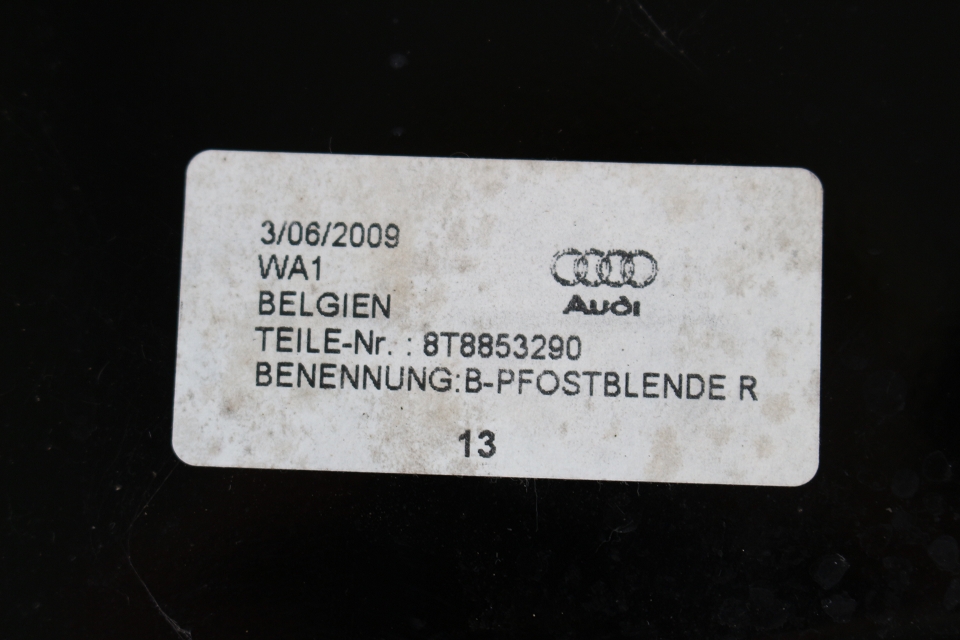 3/06/2009
WA1
BELGIEN
Audi
TEILE-Nr. : 8T8853290
BENENNUNG:B-PFOSTBLENDE R
13